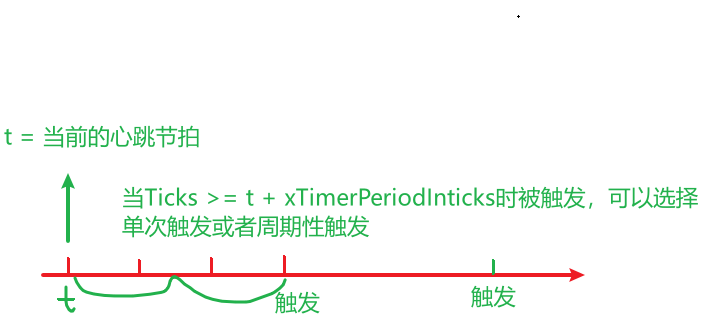 t = 当前的心跳节拍
当Ticks >= t + xTimerPeriodInticks时被触发，可以选择
单次触发或者周期性触发
t
触发
触发